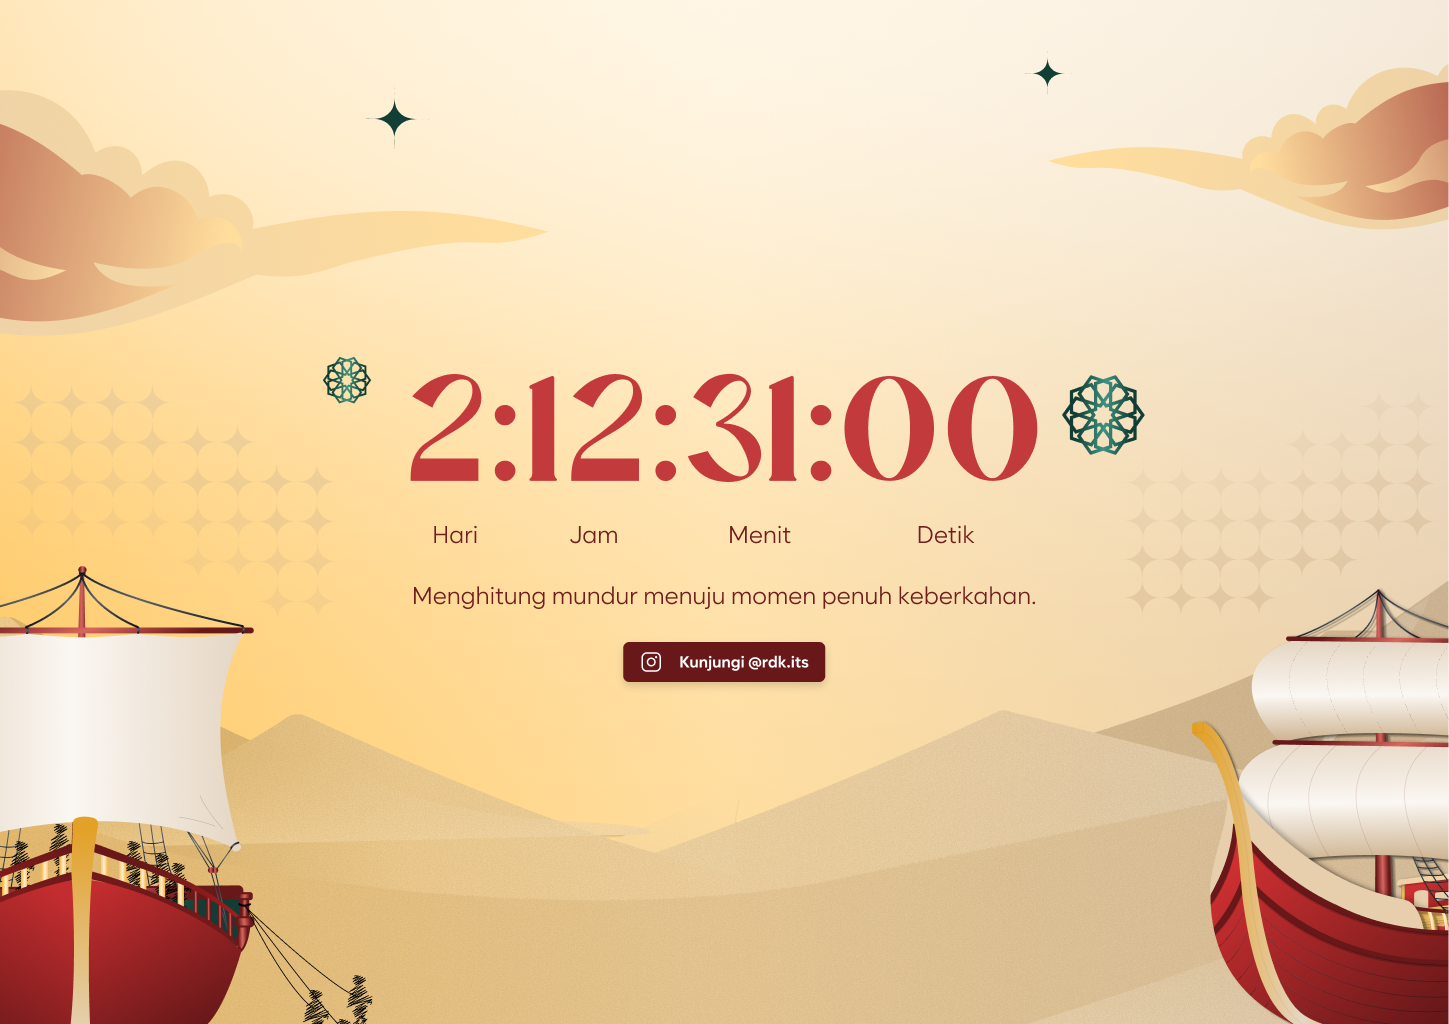 2:12:31:00
Hari Jam Menit Detik
Menghitung mundur menuju momen penuh keberkahan.
Kunjungi @rdk.its